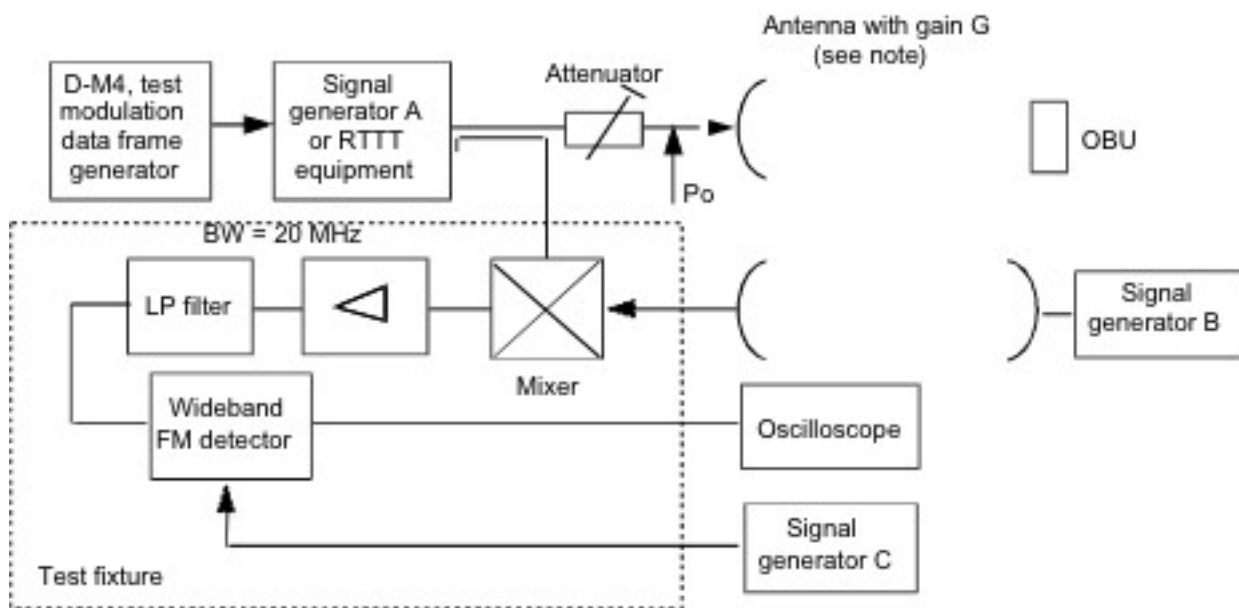 Antenna with gain G
(see note)
D-M4, test
modulation
data frame
generator
Signal
generator A
or RTTT
equipment
Attenuator
OBU
Po
BW = 20 MHz
LP filter
Mixer
Signal
generator B
Wideband
FM detector
Oscilloscope
Signal
generator C
Test fixture